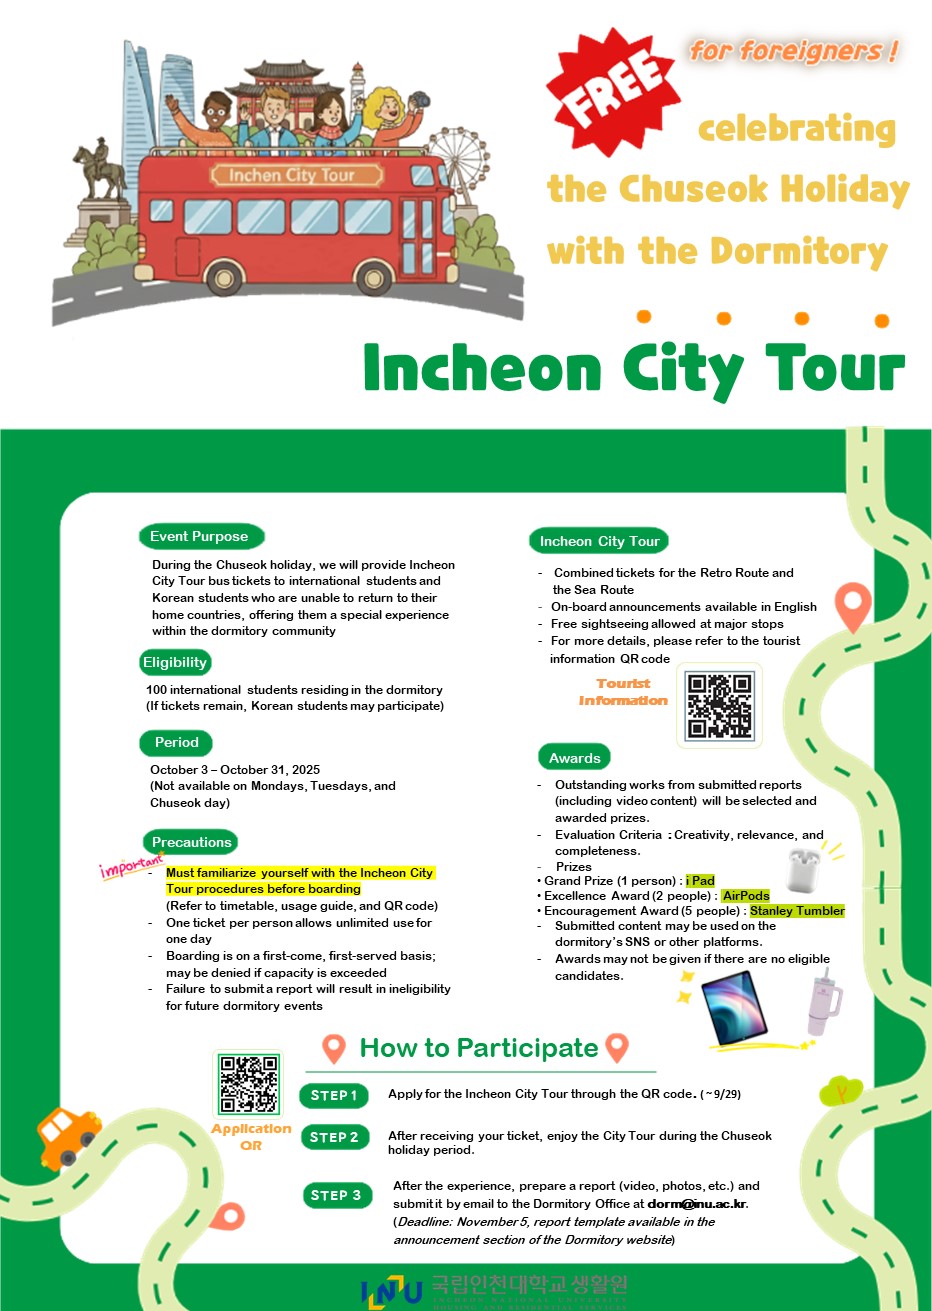 FREE
for foreigners !
celebrating
the Chuseok Holiday
with the Dormitory
Inchen City Tour
Incheon City Tour
Event Purpose
During the Chuseok holiday, we will provide Incheon
City Tour bus tickets to international students and
Korean students who are unable to return to their
home countries, offering them a special experience
within the dormitory community
Eligibility
100 international students residing in the dormitory
(If tickets remain, Korean students may participate)
Period
October 3 – October 31, 2025
(Not available on Mondays, Tuesdays, and
Chuseok day)
Precautions
important*
- Must familiarize yourself with the Incheon City
Tour procedures before boarding
(Refer to timetable, usage guide, and QR code)
- One ticket per person allows unlimited use for
one day
- Boarding is on a first-come, first-served basis;
may be denied if capacity is exceeded
- Failure to submit a report will result in ineligibility
for future dormitory events
Incheon City Tour
- Combined tickets for the Retro Route and
the Sea Route
- On-board announcements available in English
- Free sightseeing allowed at major stops
- For more details, please refer to the tourist
information QR code
Tourist
Information
Awards
- Outstanding works from submitted reports
(including video content) will be selected and
awarded prizes.
- Evaluation Criteria : Creativity, relevance, and
completeness.
- Prizes
• Grand Prize (1 person) : i Pad
• Excellence Award (2 people) : AirPods
• Encouragement Award (5 people) : Stanley Tumbler
- Submitted content may be used on the
dormitory's SNS or other platforms.
- Awards may not be given if there are no eligible
candidates.
How to Participate
Application
QR
STEP 1
Apply for the Incheon City Tour through the QR code. (~9/29)
STEP 2
After receiving your ticket, enjoy the City Tour during the Chuseok
holiday period.
STEP 3
After the experience, prepare a report (video, photos, etc.) and
submit it by email to the Dormitory Office at dorm@inu.ac.kr.
(Deadline: November 5, report template available in the
announcement section of the Dormitory website)
INU 국립인천대학교생활원
INCHEON NATIONAL UNIVERSITY
HOUSING AND RESIDENTIAL SERVICES